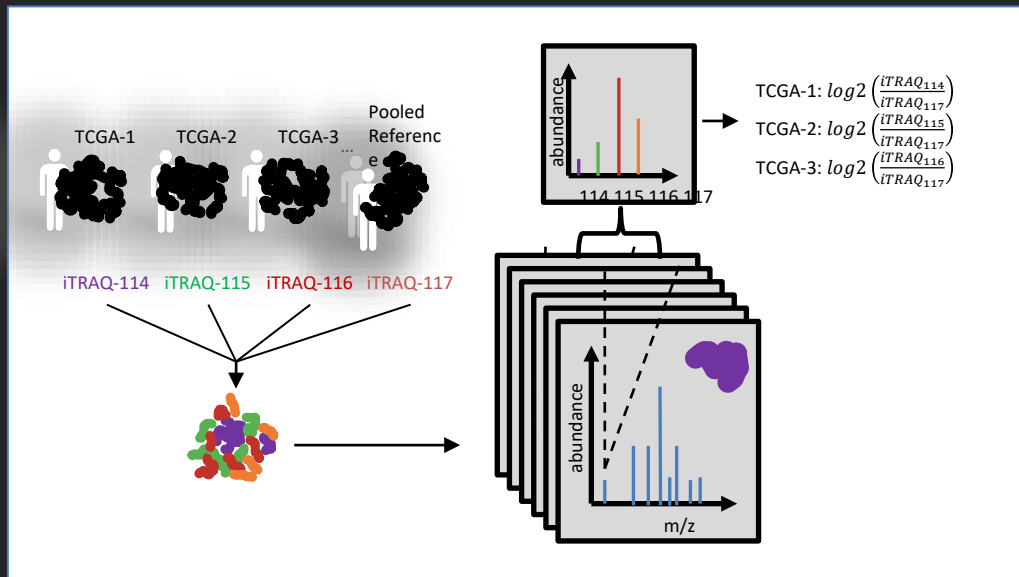 TCGA-1
TCGA-2
TCGA-3
Pooled
Referenc
e
...
iTRAQ-114
iTRAQ-115
iTRAQ-116
iTRAQ-117
abundance
114 115 116 117
TCGA-1: log2 (iTRAQ114/iTRAQ117)
TCGA-2: log2 (iTRAQ115/iTRAQ117)
TCGA-3: log2 (iTRAQ116/iTRAQ117)
abundance
m/z